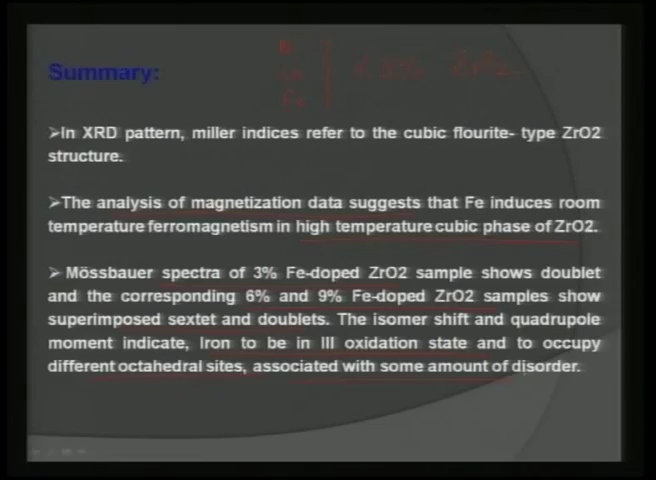 Summary:
➢In XRD pattern, miller indices refer to the cubic flourite- type ZrO2
structure.
➢The analysis of magnetization data suggests that Fe induces room
temperature ferromagnetism in high temperature cubic phase of ZrO2.
➢ Mössbauer spectra of 3% Fe-doped ZrO2 sample shows doublet
and the corresponding 6% and 9% Fe-doped ZrO2 samples show
superimposed sextet and doublets. The isomer shift and quadrupole
moment indicate, Iron to be in III oxidation state and to occupy
different octahedral sites, associated with some amount of disorder.